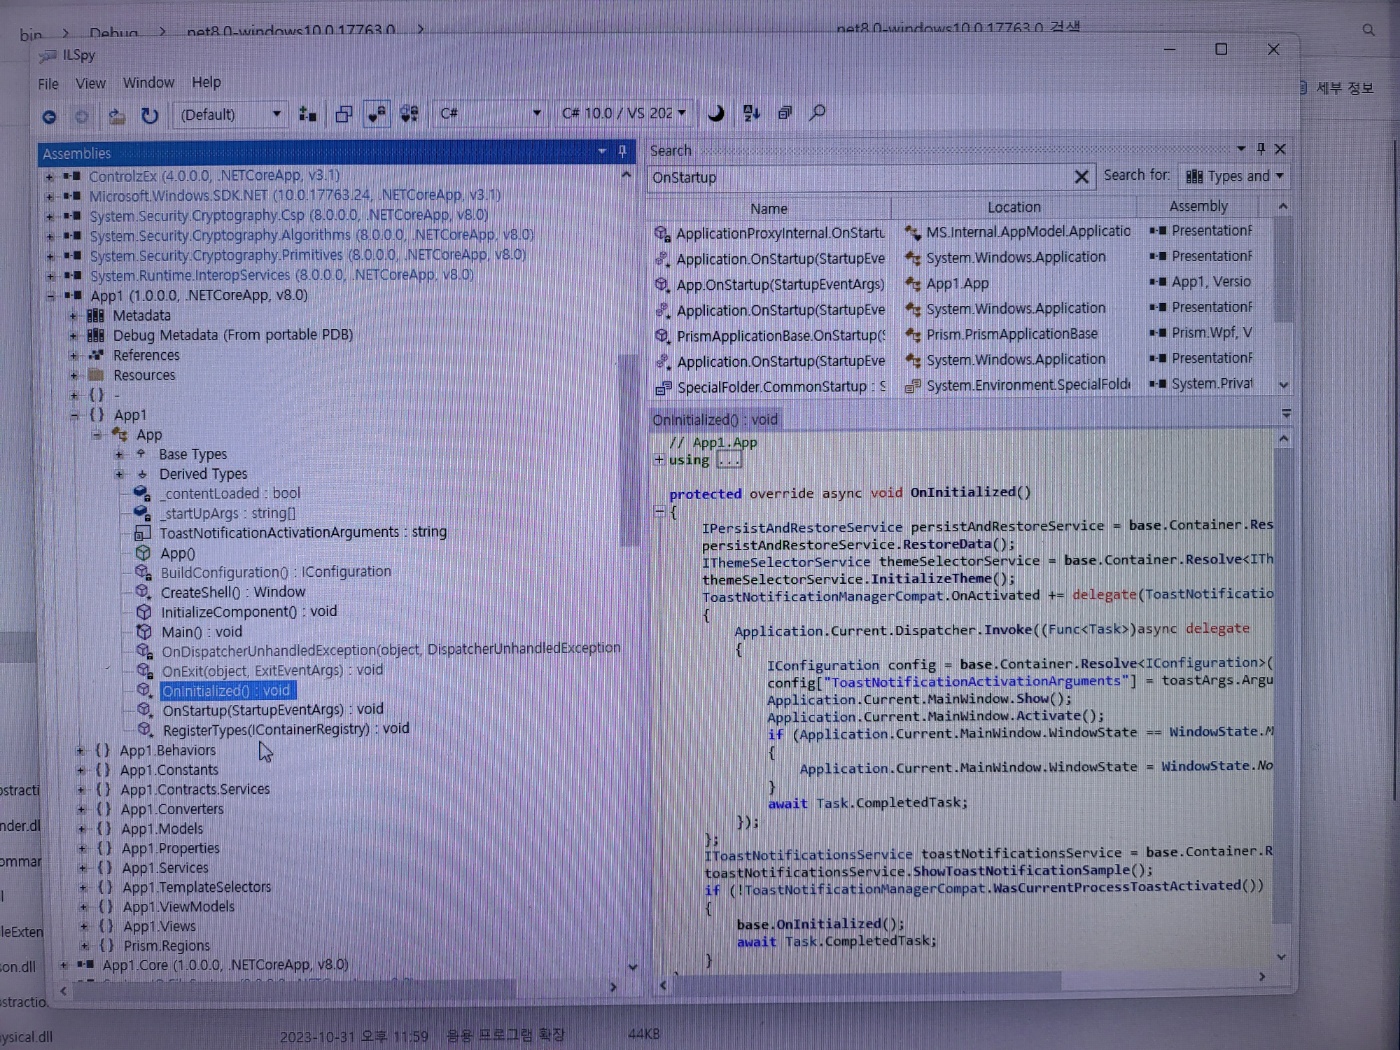 bin > Debug > net8.0-windows10.0.17763.0 >
net8.0-windows10.0.17763.0 검색
ILSpy
세부 정보
File View Window Help
(Default)
C#
C# 10.0 / VS 202
Assemblies
ControlzEx (4.0.0.0, .NETCoreApp, v3.1)
Microsoft.Windows.SDK.NET (10.0.17763.24, .NETCoreApp, v3.1)
System.Security.Cryptography.Csp (8.0.0.0, .NETCoreApp, v8.0)
System.Security.Cryptography.Algorithms (8.0.0.0, .NETCoreApp, v8.0)
System.Security.Cryptography.Primitives (8.0.0.0, .NETCoreApp, v8.0)
System.Runtime.InteropServices (8.0.0.0, .NETCoreApp, v8.0)
App1 (1.0.0.0, .NETCoreApp, v8.0)
Metadata
Debug Metadata (From portable PDB)
References
Resources
{ } -
{ } App1
App
Base Types
Derived Types
_contentLoaded : bool
_startUpArgs : string[]
ToastNotificationActivationArguments : string
App()
BuildConfiguration() : IConfiguration
CreateShell() : Window
InitializeComponent() : void
Main() : void
OnDispatcherUnhandledException(object, DispatcherUnhandledException
OnExit(object, ExitEventArgs) : void
OnInitialized() : void
OnStartup(StartupEventArgs) : void
RegisterTypes(IContainerRegistry) : void
{ } App1.Behaviors
{ } App1.Constants
{ } App1.Contracts.Services
{ } App1.Converters
{ } App1.Models
{ } App1.Properties
{ } App1.Services
{ } App1.TemplateSelectors
{ } App1.ViewModels
{ } App1.Views
{ } Prism.Regions
App1.Core (1.0.0.0, .NETCoreApp, v8.0)
Search
OnStartup
Search for: Types and
Name Location Assembly
ApplicationProxyInternal.OnStartu MS.Internal.AppModel.Applicatio PresentationF
Application.OnStartup(StartupEve System.Windows.Application PresentationF
App.OnStartup(StartupEventArgs) App1.App App1, Versio
Application.OnStartup(StartupEve System.Windows.Application PresentationF
PrismApplicationBase.OnStartup(S Prism.PrismApplicationBase Prism.Wpf, V
Application.OnStartup(StartupEve System.Windows.Application PresentationF
SpecialFolder.CommonStartup : S System.Environment.SpecialFolde System.Privat
OnInitialized() : void
// App1.App
using ...
protected override async void OnInitialized()
{
IPersistAndRestoreService persistAndRestoreService = base.Container.Res
persistAndRestoreService.RestoreData();
IThemeSelectorService themeSelectorService = base.Container.Resolve<ITh
themeSelectorService.InitializeTheme();
ToastNotificationManagerCompat.OnActivated += delegate(ToastNotificatio
{
Application.Current.Dispatcher.Invoke((Func<Task>)async delegate
{
IConfiguration config = base.Container.Resolve<IConfiguration>(
config["ToastNotificationActivationArguments"] = toastArgs.Argu
Application.Current.MainWindow.Show();
Application.Current.MainWindow.Activate();
if (Application.Current.MainWindow.WindowState == WindowState.M
{
Application.Current.MainWindow.WindowState = WindowState.No
}
await Task.CompletedTask;
});
};
IToastNotificationsService toastNotificationsService = base.Container.R
toastNotificationsService.ShowToastNotificationSample();
if (!ToastNotificationManagerCompat.WasCurrentProcessToastActivated())
{
base.OnInitialized();
await Task.CompletedTask;
}
ostracti
nder.dl
ommar
l
leExten
on.dll
ostractio
ysical.dll
2023-10-31 오후 11:59 응용 프로그램 확장 44KB